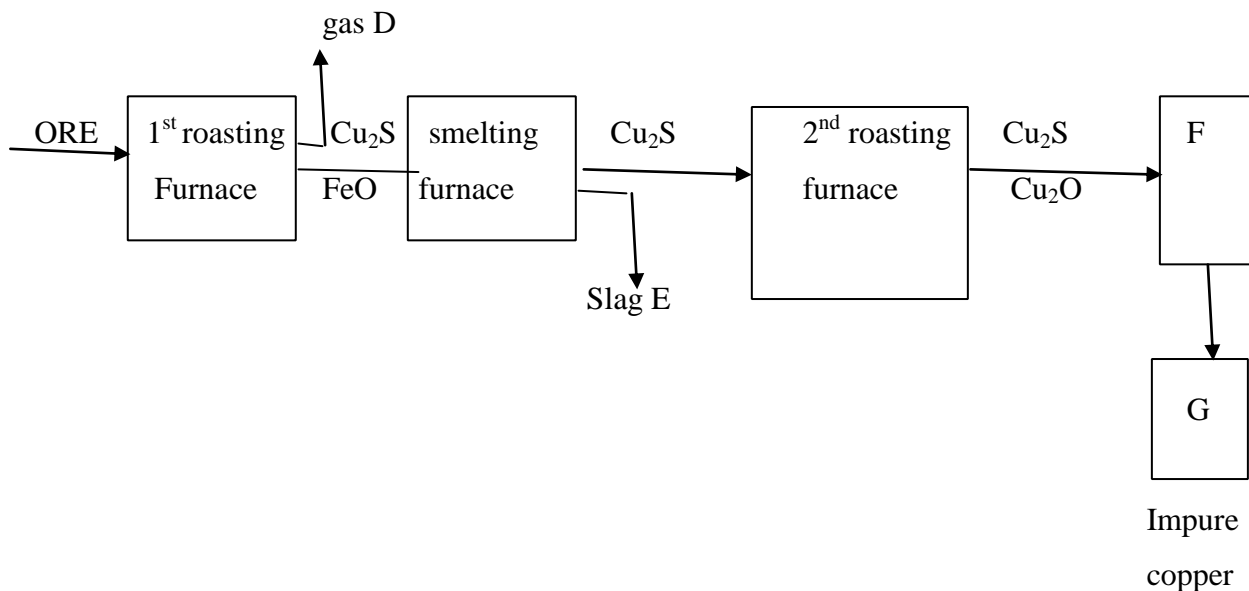 gas D
ORE
1st roasting
Furnace
Cu₂S
FeO
smelting
furnace
Slag E
Cu₂S
2nd roasting
furnace
Cu₂S
Cu₂O
F
G
Impure
copper